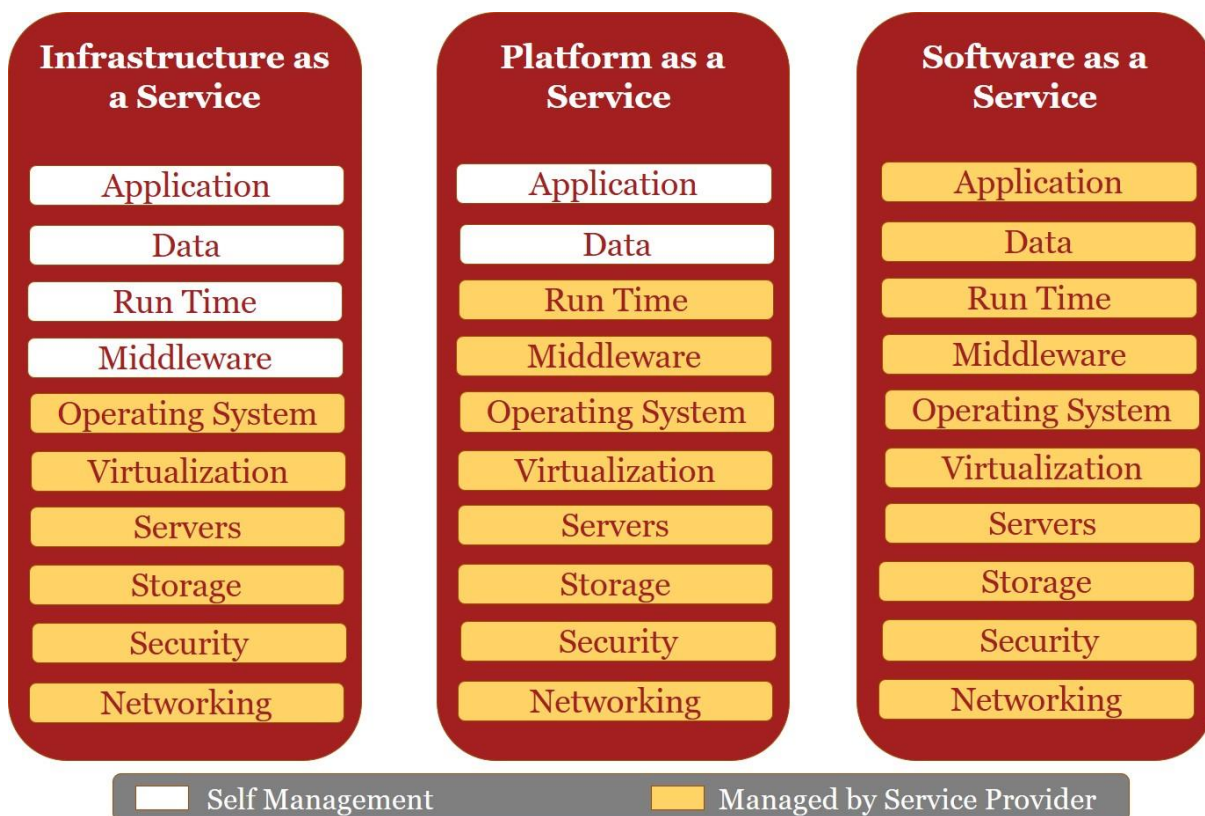 Infrastructure as
a Service
Application
Data
Run Time
Middleware
Operating System
Virtualization
Servers
Storage
Security
Networking
Platform as a
Service
Application
Data
Run Time
Middleware
Operating System
Virtualization
Servers
Storage
Security
Networking
Software as a
Service
Application
Data
Run Time
Middleware
Operating System
Virtualization
Servers
Storage
Security
Networking
Self Management
Managed by Service Provider